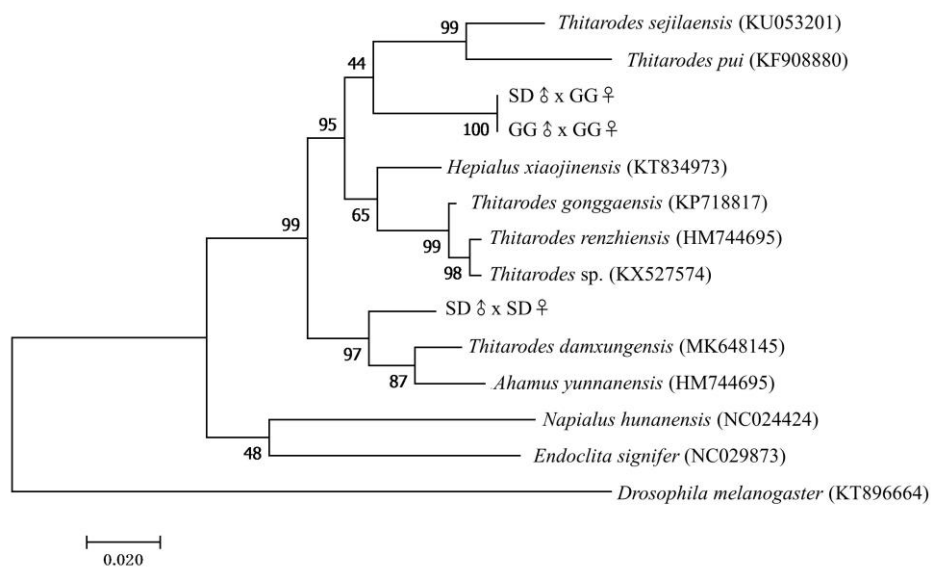 99
Thitarodes sejilaensis (KU053201)
Thitarodes pui (KF908880)
44
SD ♂ x GG ♀
100
GG ♂ x GG ♀
95
Hepialus xiaojinensis (KT834973)
65
Thitarodes gonggaensis (KP718817)
99
99
Thitarodes renzhiensis (HM744695)
98
Thitarodes sp. (KX527574)
SD ♂ x SD ♀
97
Thitarodes damxungensis (MK648145)
87
Ahamus yunnanensis (HM744695)
Napialus hunanensis (NC024424)
48
Endoclita signifer (NC029873)
Drosophila melanogaster (KT896664)
0.020